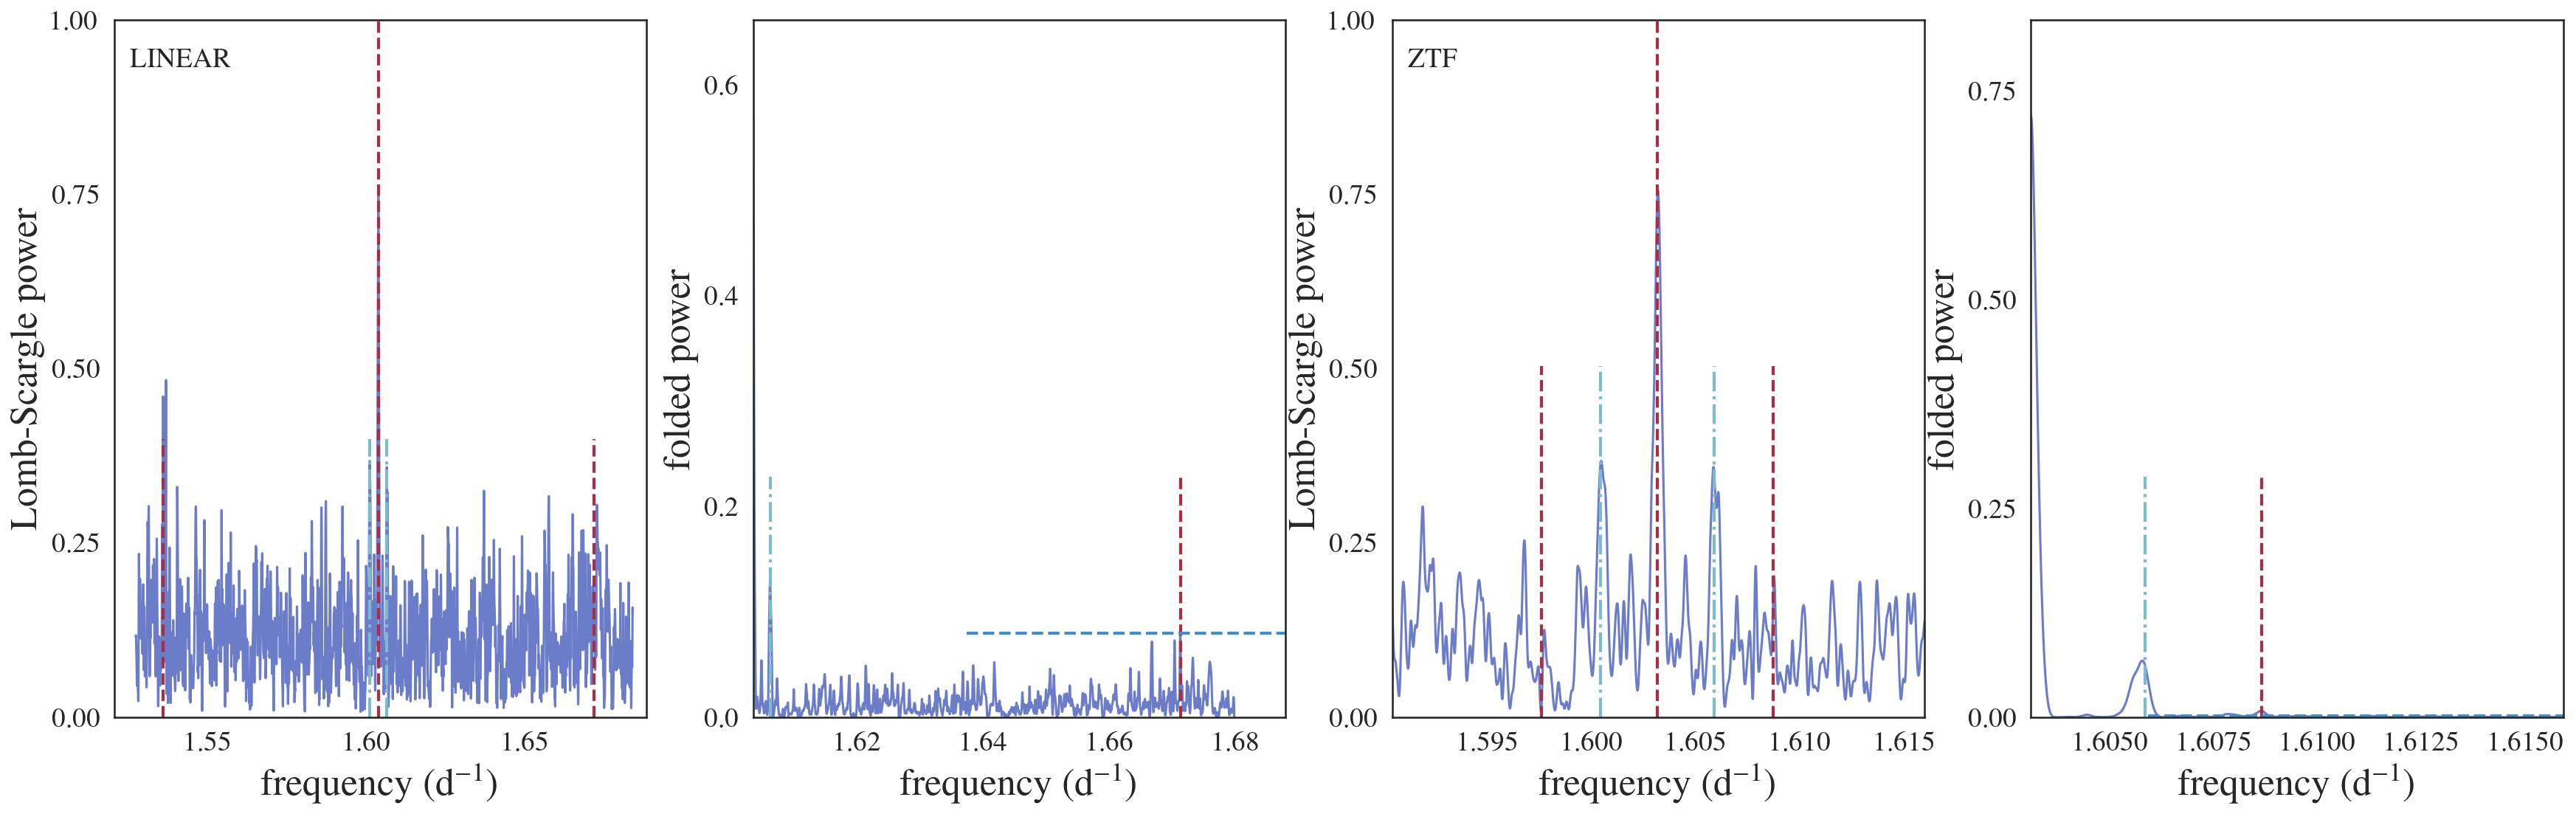 LINEAR
Lomb-Scargle power
1.00
0.75
0.50
0.25
0.00
1.55 1.60 1.65
frequency (d⁻¹)
folded power
0.6
0.4
0.2
0.0
1.62 1.64 1.66 1.68
frequency (d⁻¹)
ZTF
Lomb-Scargle power
1.00
0.75
0.50
0.25
0.00
1.595 1.600 1.605 1.610 1.615
frequency (d⁻¹)
folded power
0.75
0.50
0.25
0.00
1.6050 1.6075 1.6100 1.6125 1.6150
frequency (d⁻¹)